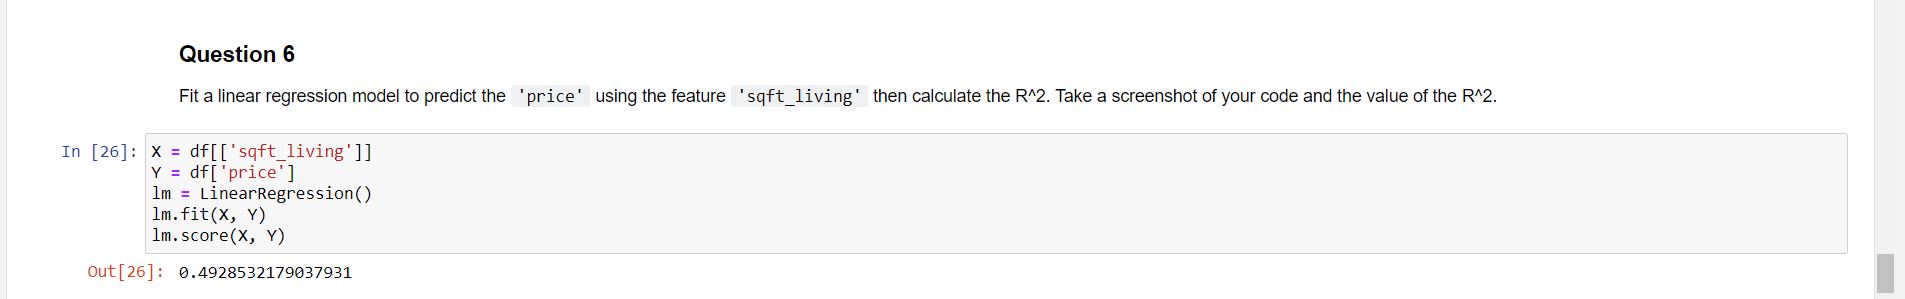 Question 6
Fit a linear regression model to predict the 'price' using the feature 'sqft_living' then calculate the R^2. Take a screenshot of your code and the value of the R^2.
In [26]: X = df[['sqft_living']]
Y = df['price']
lm = LinearRegression()
lm.fit(X, Y)
lm.score(X, Y)
Out[26]: 0.4928532179037931